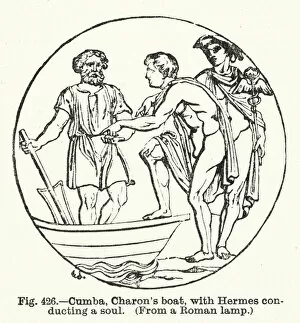 Fig. 426.—Cumba, Charon's boat, with Hermes con-
ducting a soul. (From a Roman lamp.)